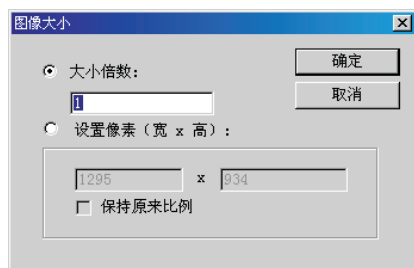 图像大小
大小倍数:
确定
1
取消
设置像素（宽 x 高）:
1295 x 934
保持原来比例